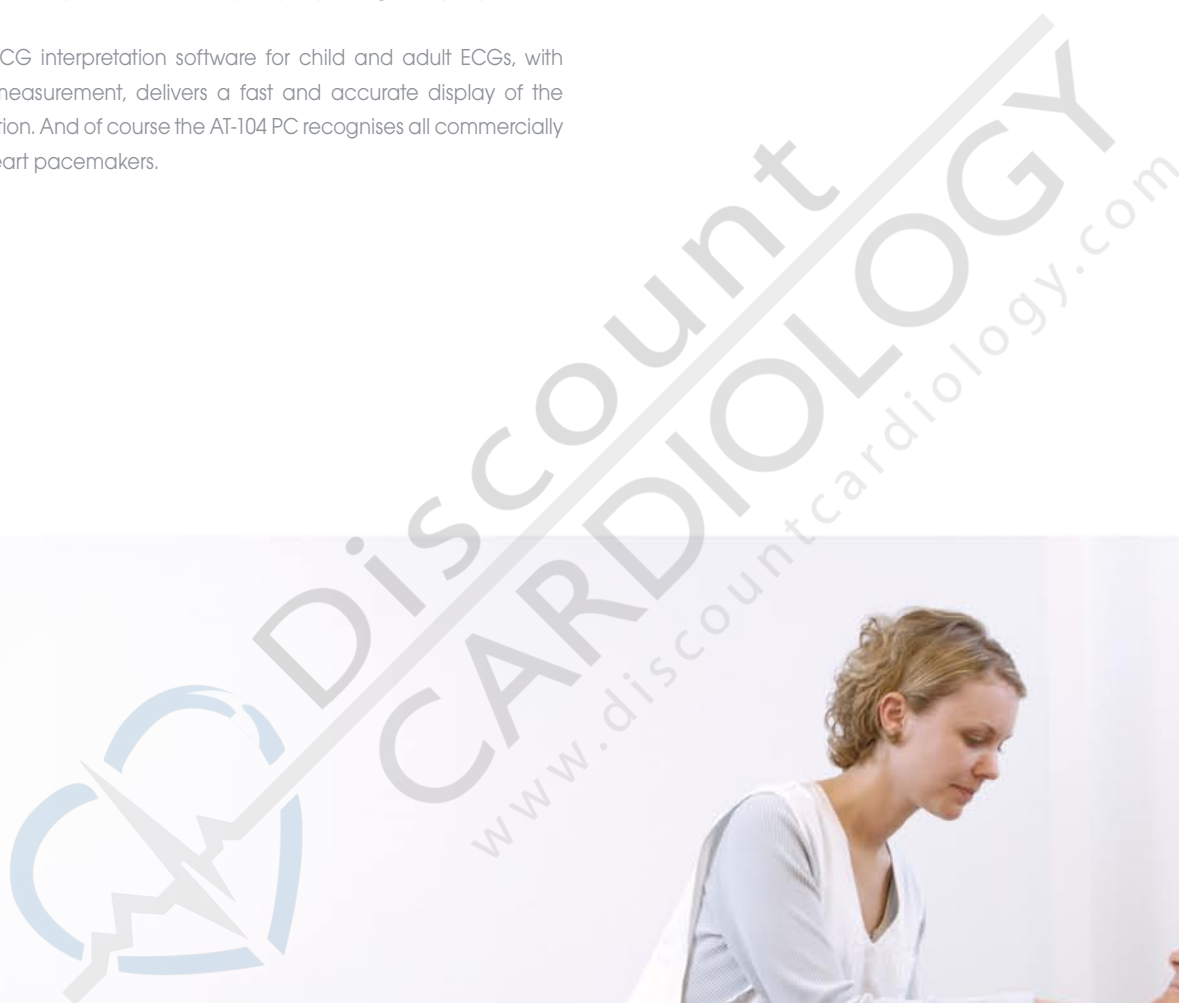 CG interpretation software for child and adult ECGs, with
measurement, delivers a fast and accurate display of the
tion. And of course the AT-104 PC recognises all commercially
eart pacemakers.
Discount
CARDIOLOGY
www.discountcardiology.com